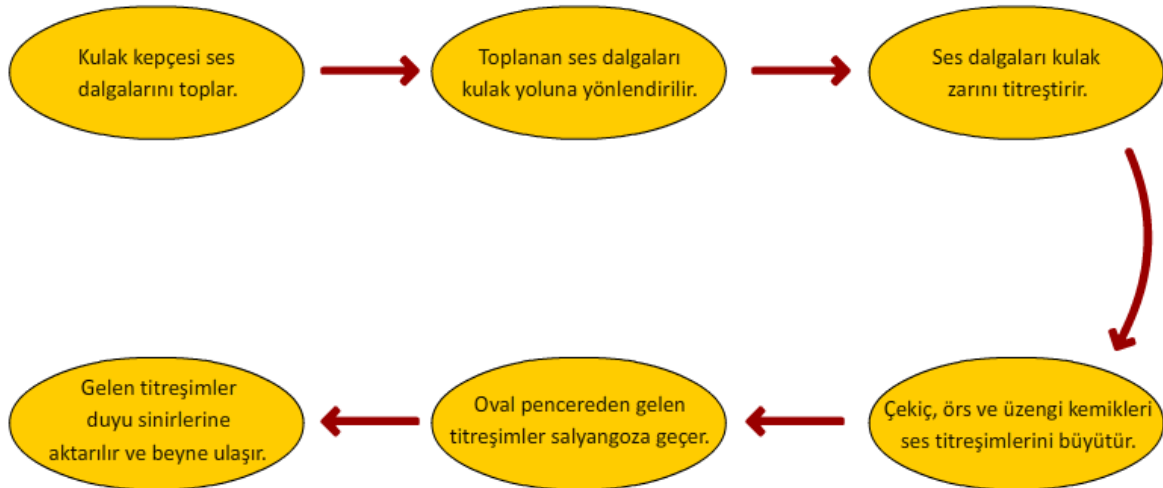 Kulak kepçesi ses
dalgalarını toplar.
Toplanan ses dalgaları
kulak yoluna yönlendirilir.
Ses dalgaları kulak
zarını titreştirir.
Çekiç, örs ve üzengi kemikleri
ses titreşimlerini büyütür.
Oval pencereden gelen
titreşimler salyangoza geçer.
Gelen titreşimler
duyu sinirlerine
aktarılır ve beyne ulaşır.